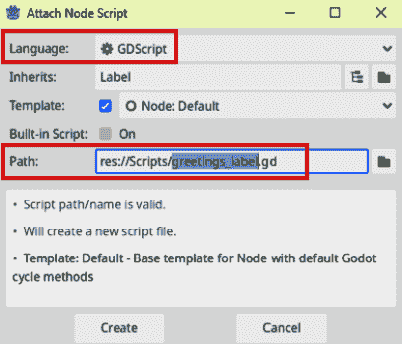 Attach Node Script
Language: GDScript
Inherits: Label
Template: Node: Default
Built-in Script: On
Path: res://Scripts/greetings_label.gd
• Script path/name is valid.
• Will create a new script file.
• Template: Default - Base template for Node with default Godot
cycle methods
Create Cancel